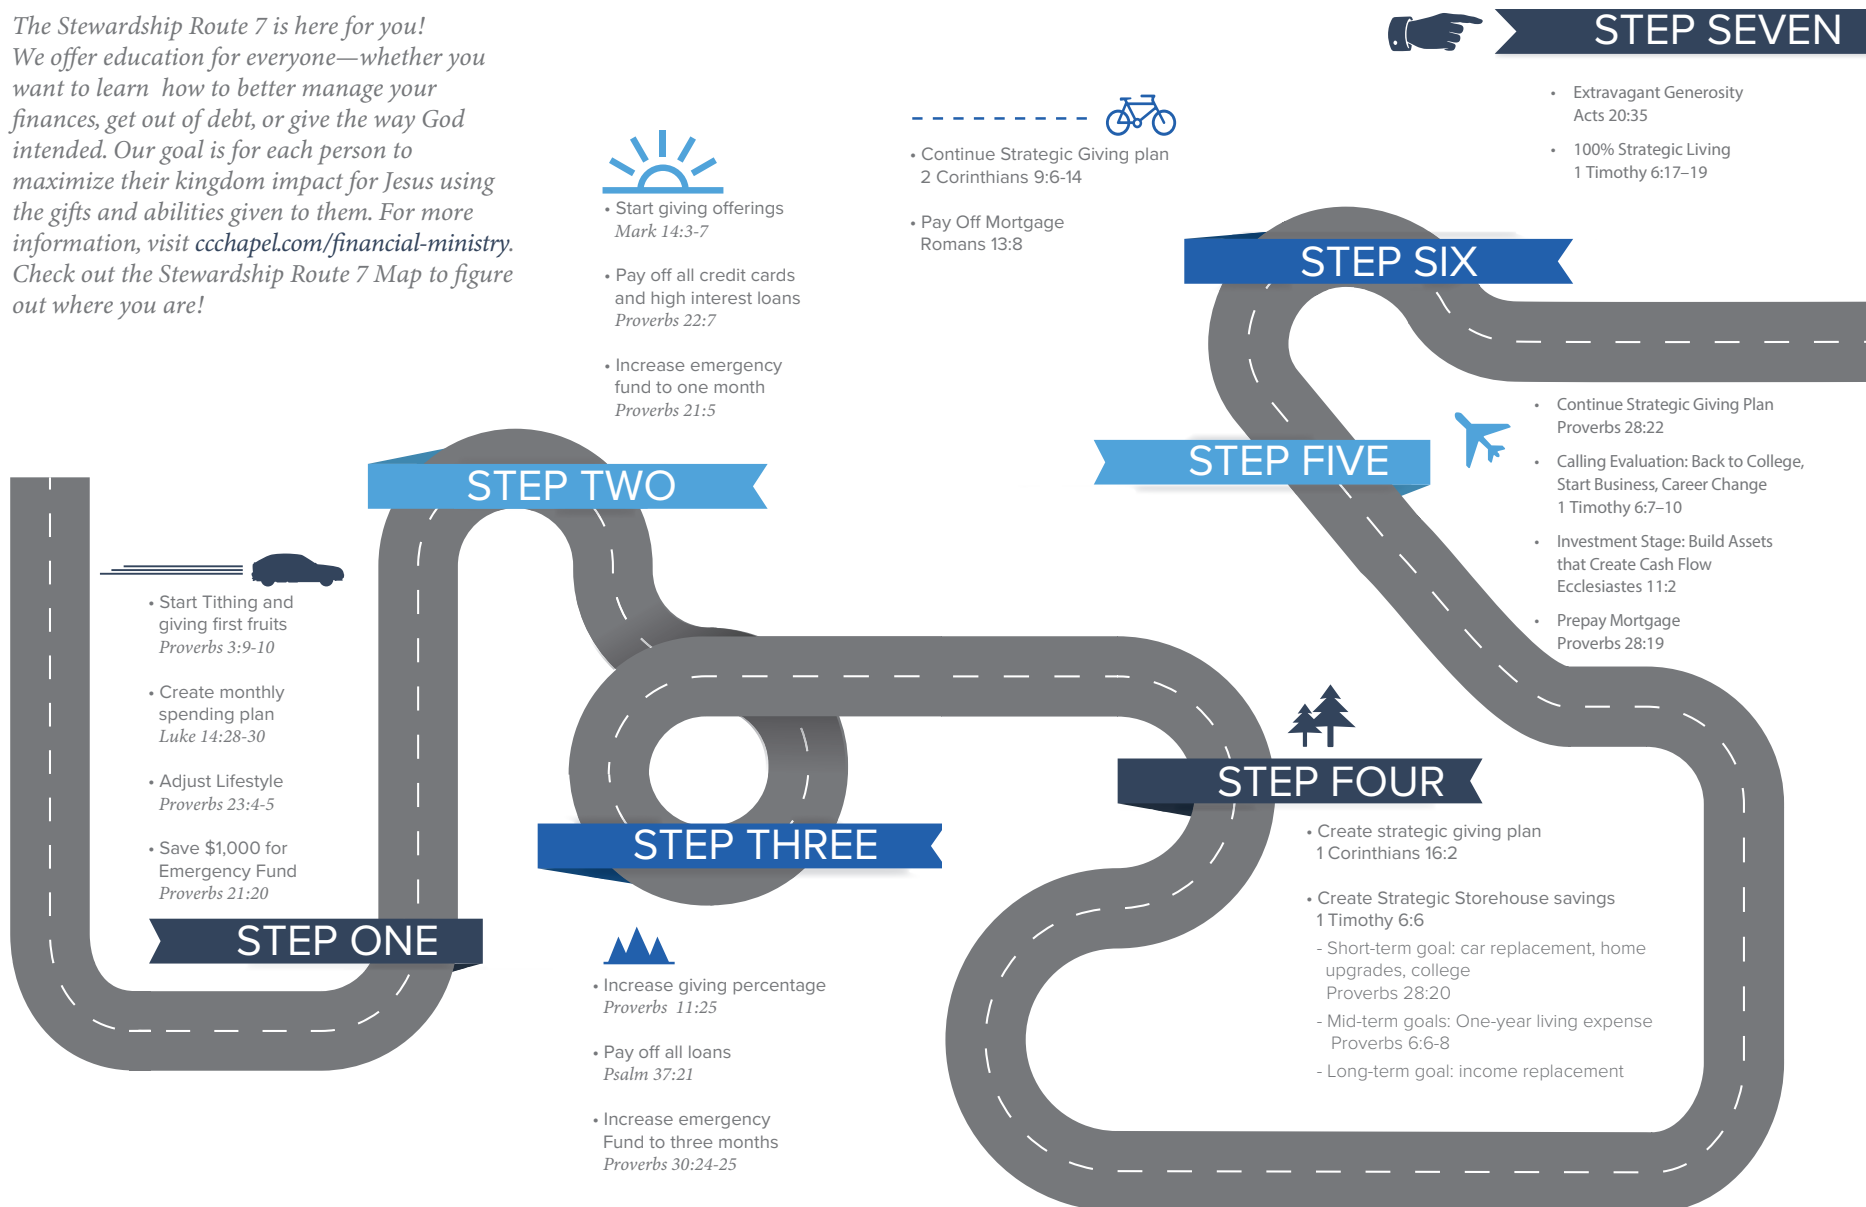 The Stewardship Route 7 is here for you!
We offer education for everyone—whether you
want to learn how to better manage your
finances, get out of debt, or give the way God
intended. Our goal is for each person to
maximize their kingdom impact for Jesus using
the gifts and abilities given to them. For more
information, visit ccchapel.com/financial-ministry.
Check out the Stewardship Route 7 Map to figure
out where you are!
• Start Tithing and
giving first fruits
Proverbs 3:9-10
• Create monthly
spending plan
Luke 14:28-30
• Adjust Lifestyle
Proverbs 23:4-5
• Save $1,000 for
Emergency Fund
Proverbs 21:20
STEP ONE
• Start giving offerings
Mark 14:3-7
• Pay off all credit cards
and high interest loans
Proverbs 22:7
• Increase emergency
fund to one month
Proverbs 21:5
STEP TWO
STEP THREE
• Increase giving percentage
Proverbs 11:25
• Pay off all loans
Psalm 37:21
• Increase emergency
Fund to three months
Proverbs 30:24-25
STEP FOUR
• Create strategic giving plan
1 Corinthians 16:2
• Create Strategic Storehouse savings
1 Timothy 6:6
- Short-term goal: car replacement, home
upgrades, college
Proverbs 28:20
- Mid-term goals: One-year living expense
Proverbs 6:6-8
- Long-term goal: income replacement
STEP FIVE
• Continue Strategic Giving Plan
Proverbs 28:22
• Calling Evaluation: Back to College,
Start Business, Career Change
1 Timothy 6:7–10
• Investment Stage: Build Assets
that Create Cash Flow
Ecclesiastes 11:2
• Prepay Mortgage
Proverbs 28:19
• Continue Strategic Giving plan
2 Corinthians 9:6-14
• Pay Off Mortgage
Romans 13:8
STEP SIX
STEP SEVEN
• Extravagant Generosity
Acts 20:35
• 100% Strategic Living
1 Timothy 6:17–19